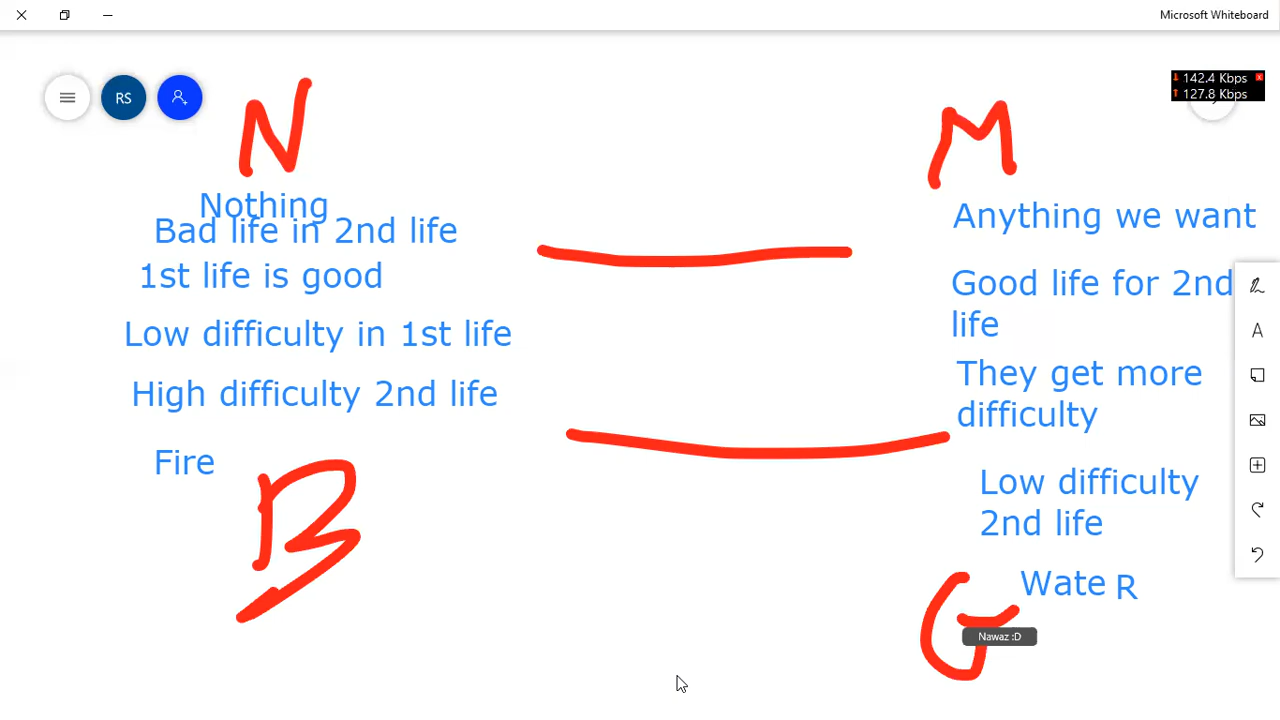 Microsoft Whiteboard
RS
142.4 Kbps
127.8 Kbps
N
Nothing
Bad life in 2nd life
1st life is good
Low difficulty in 1st life
High difficulty 2nd life
Fire
B
M
Anything we want
Good life for 2nd
life
They get more
difficulty
Low difficulty
2nd life
Wate R
G
Nawaz :D
A